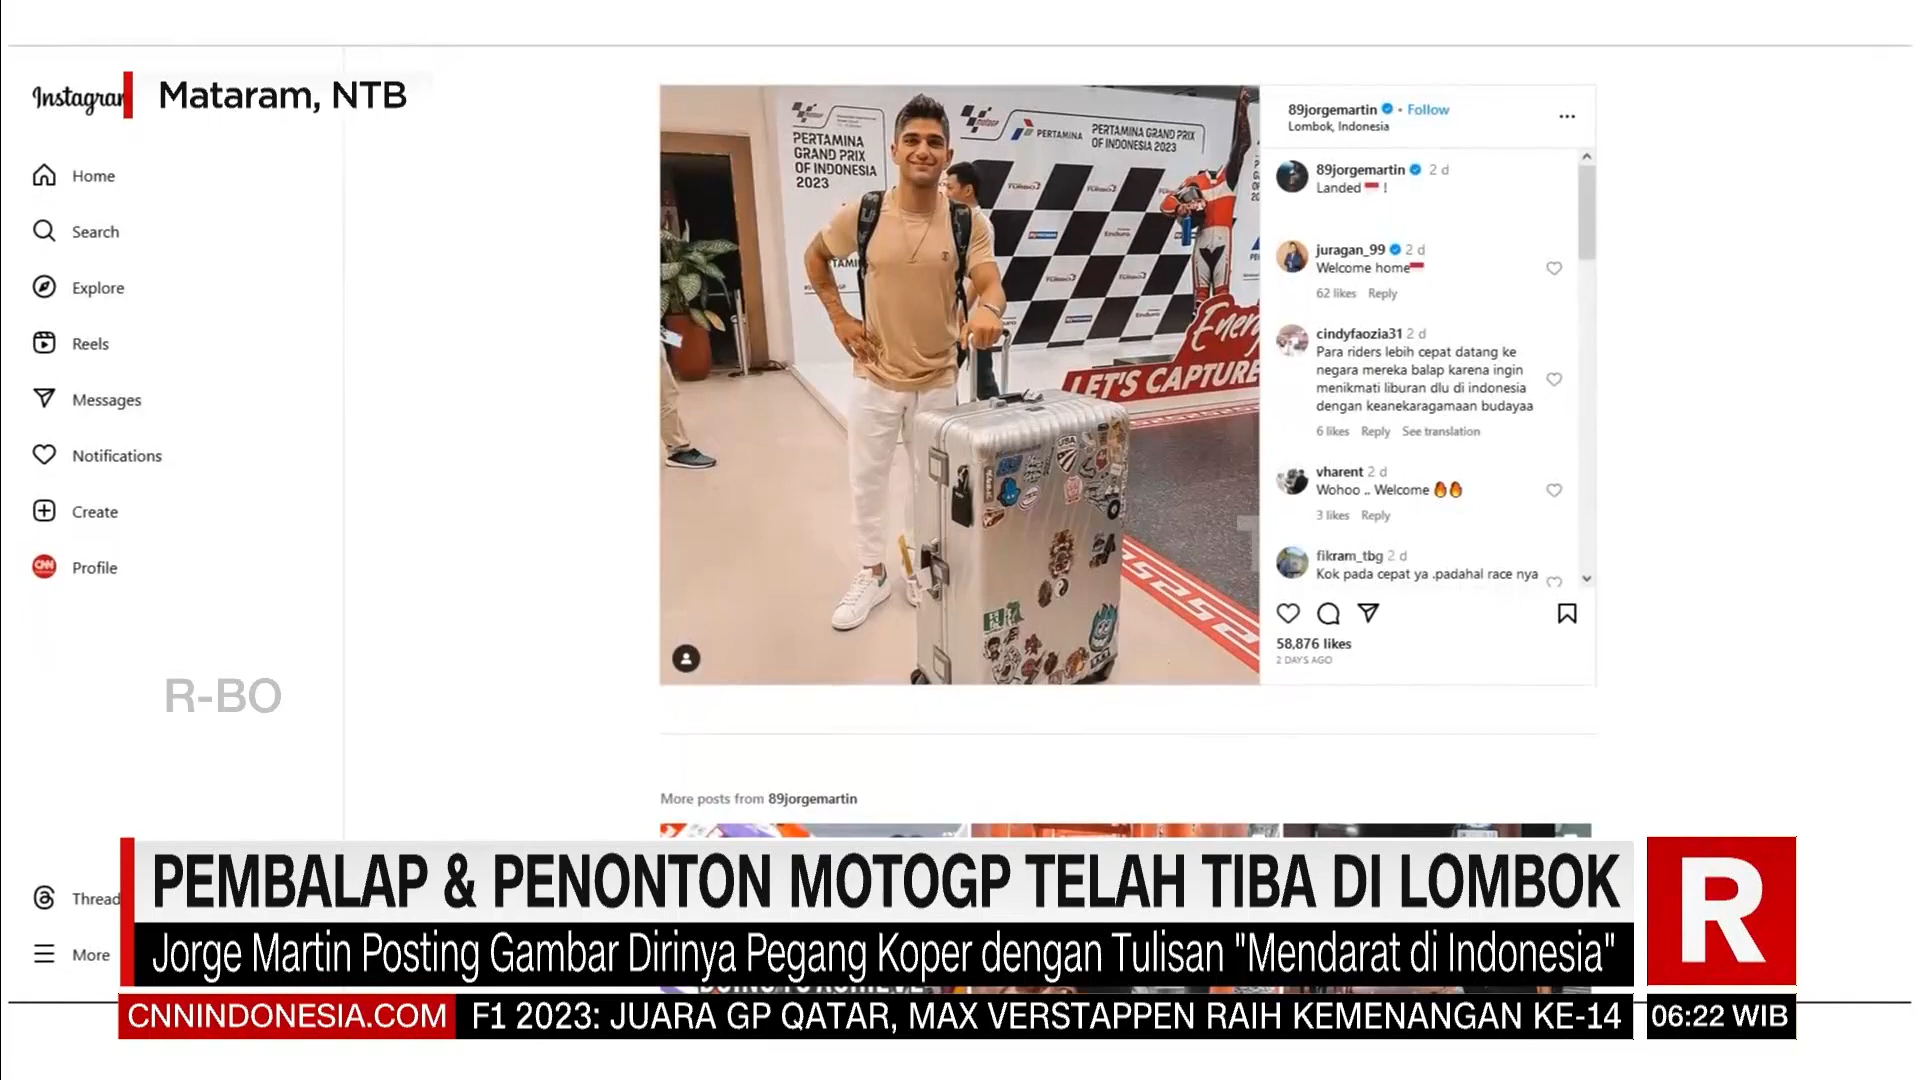 Instagram
Mataram, NTB
Home
Search
Explore
Reels
Messages
Notifications
Create
Profile
R-BO
PERTAMINA
GRAND PRIX
OF INDONESIA
2023
motoGP
PERTAMINA
PERTAMINA GRAND PRIX
OF INDONESIA 2023
LET'S CAPTURE
89jorgemartin • Follow
Lombok, Indonesia
89jorgemartin 2 d
Landed 🇮🇩 !
juragan_99 2 d
Welcome home🇮🇩
62 likes Reply
cindyfaozia31 2 d
Para riders lebih cepat datang ke
negara mereka balap karena ingin
menikmati liburan dlu di indonesia
dengan keanekaragamaan budayaa
6 likes Reply See translation
vharent 2 d
Wohoo .. Welcome 🔥🔥
3 likes Reply
fikram_tbg 2 d
Kok pada cepat ya .padahal race nya
58,876 likes
2 DAYS AGO
More posts from 89jorgemartin
Thread
More
PEMBALAP & PENONTON MOTOGP TELAH TIBA DI LOMBOK
Jorge Martin Posting Gambar Dirinya Pegang Koper dengan Tulisan "Mendarat di Indonesia"
R
CNNINDONESIA.COM
F1 2023: JUARA GP QATAR, MAX VERSTAPPEN RAIH KEMENANGAN KE-14
06:22 WIB